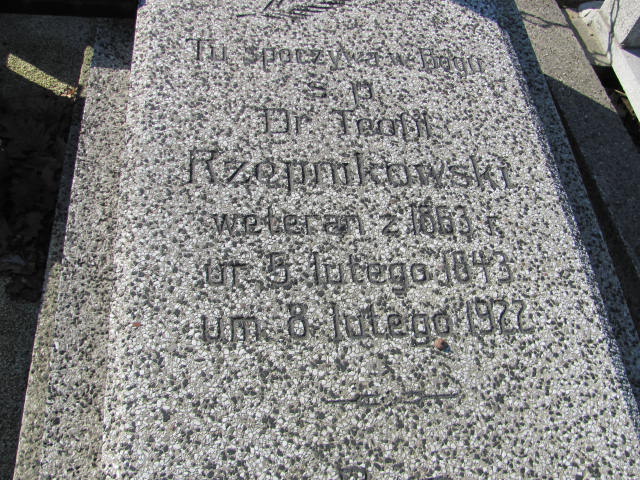 Tu spoczywa w Bogu
ś. p.
Dr. Teofil
Rzepnikowski
weteran z 1863 r.
ur. 5. lutego 1843
um. 8. lutego 1922